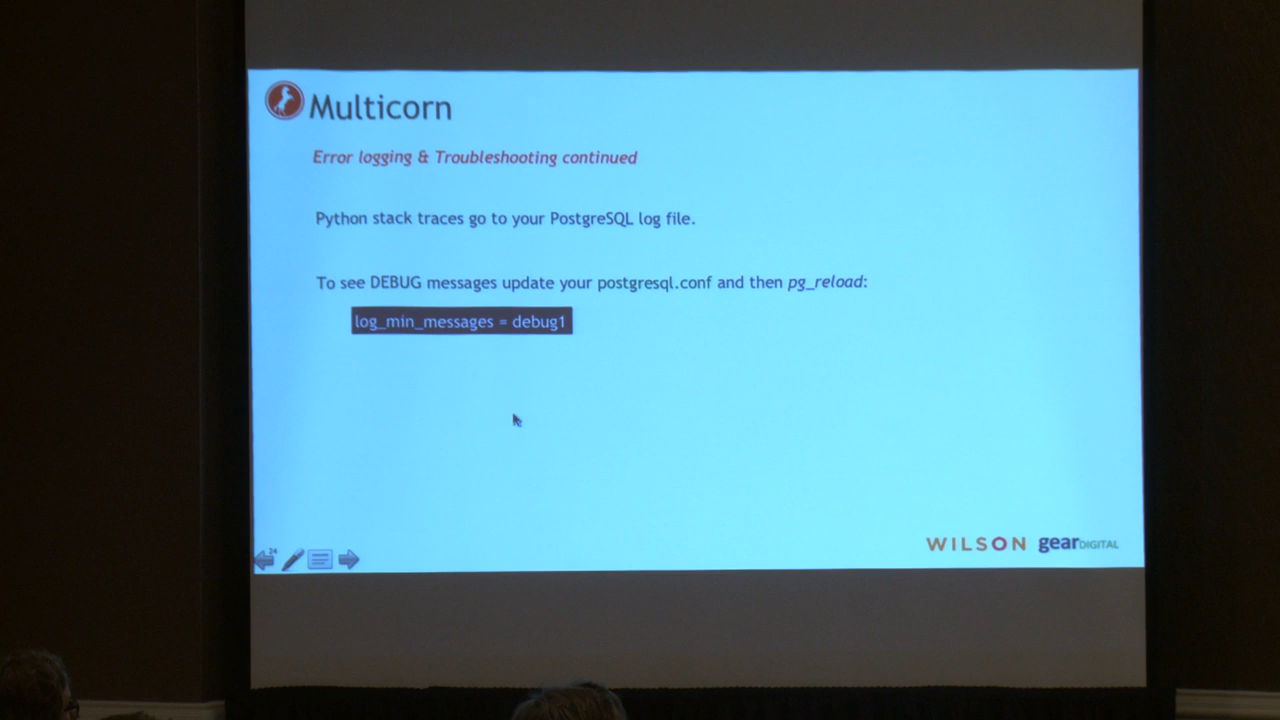 Multicorn
Error logging & Troubleshooting continued
Python stack traces go to your PostgreSQL log file.
To see DEBUG messages update your postgresql.conf and then pg_reload:
log_min_messages = debug1
24
WILSON gearDIGITAL